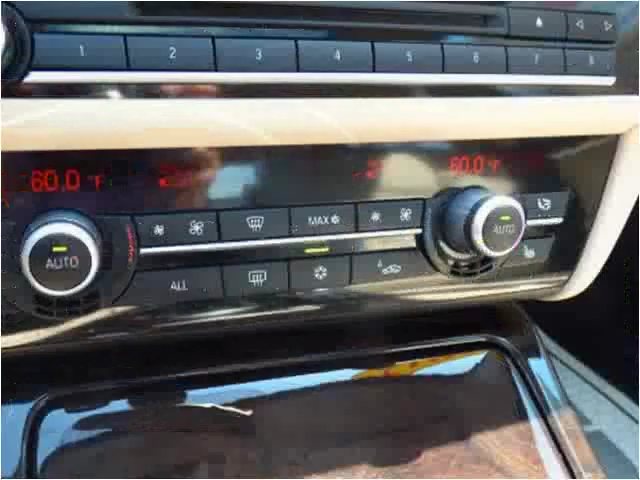 1 2 3 4 5 6 7 8
60.0 °F 60.0 °F
MAX
AUTO AUTO
ALL
A